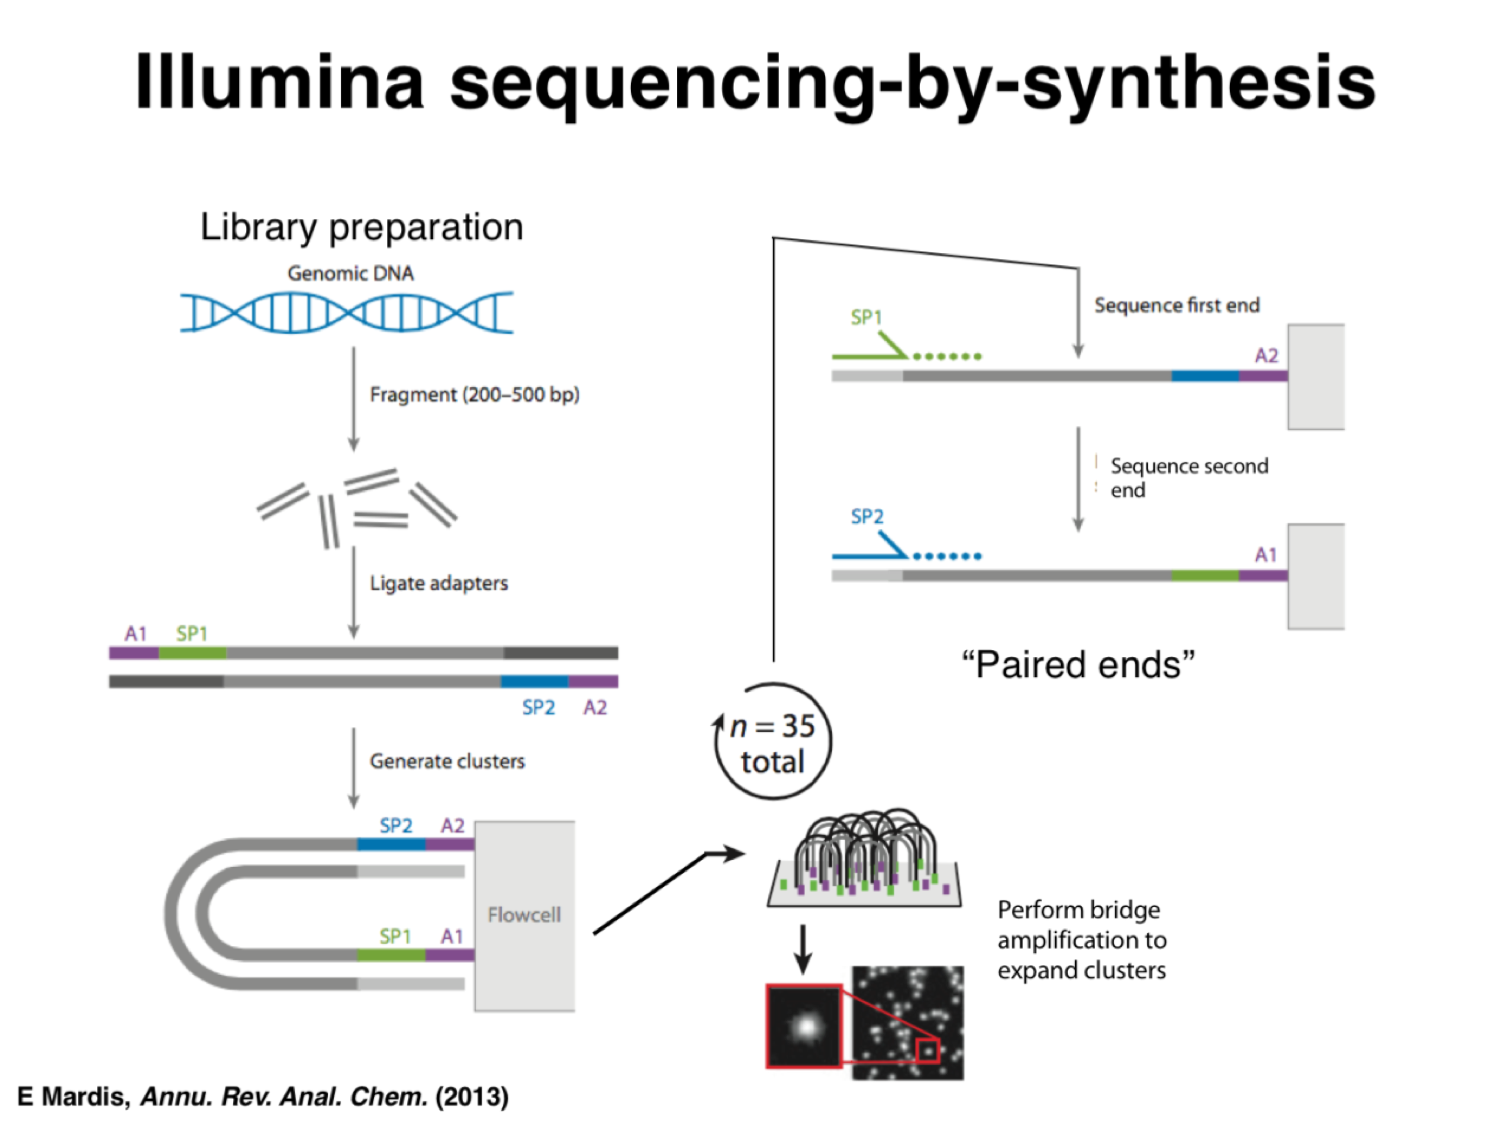 Illumina sequencing-by-synthesis
Library preparation
Genomic DNA
Fragment (200–500 bp)
Ligate adapters
A1 SP1
SP2 A2
Generate clusters
SP2 A2
Flowcell
SP1 A1
n = 35
total
Perform bridge
amplification to
expand clusters
Sequence first end
SP1
A2
Sequence second
end
SP2
A1
“Paired ends”
E Mardis, Annu. Rev. Anal. Chem. (2013)